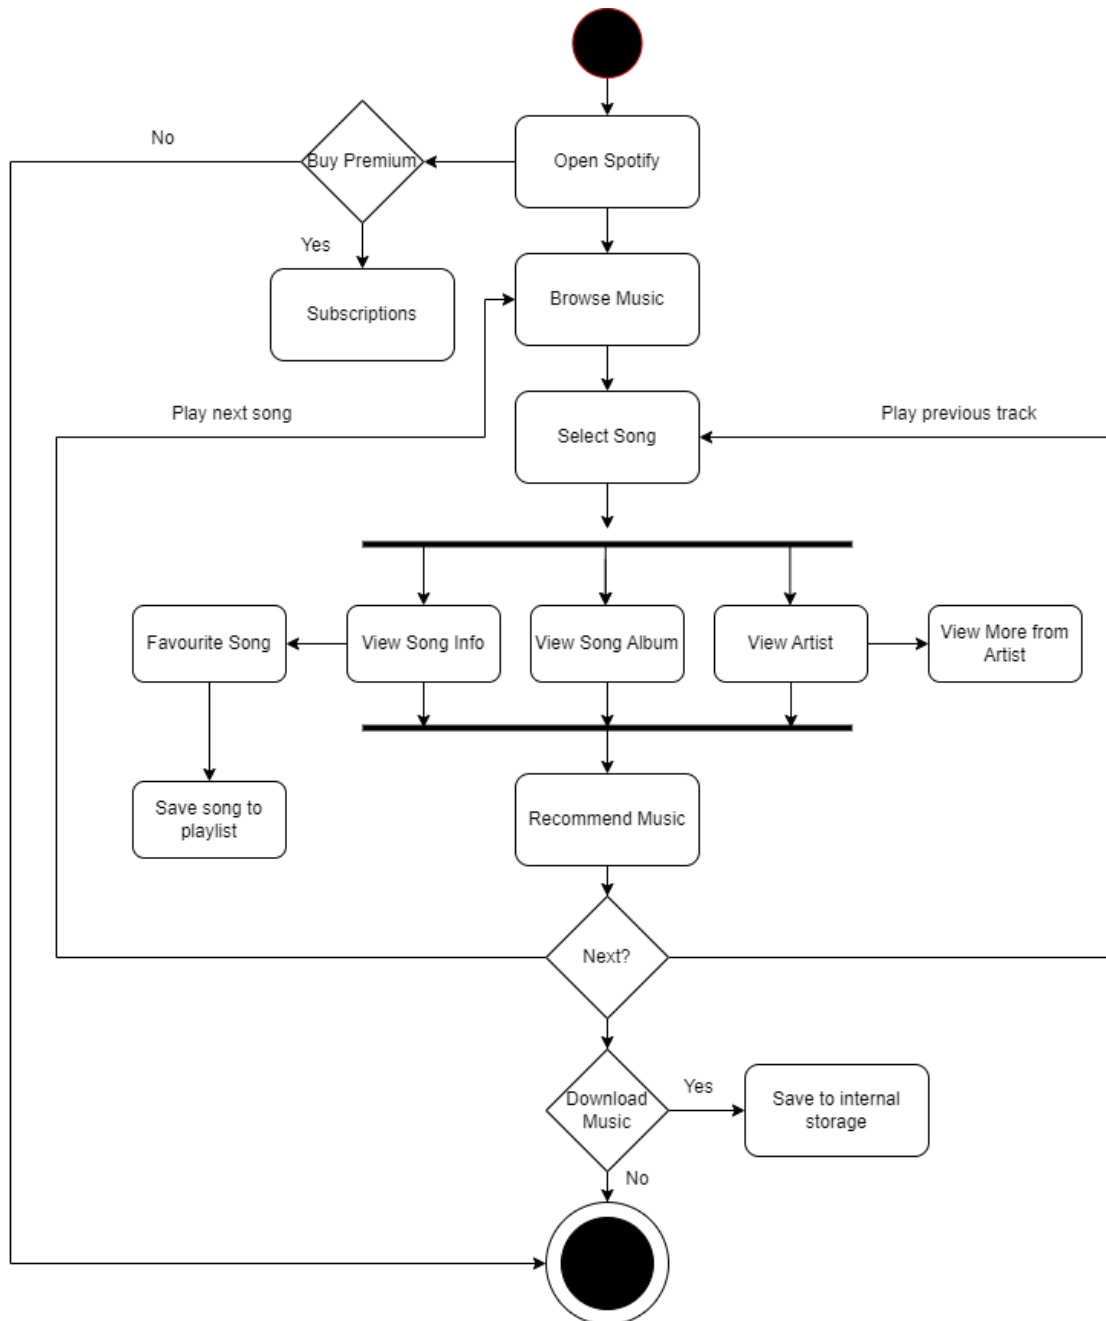 No
Buy Premium
Open Spotify
Yes
Subscriptions
Browse Music
Play next song
Select Song
Play previous track
Favourite Song
View Song Info
View Song Album
View Artist
View More from
Artist
Save song to
playlist
Recommend Music
Next?
Download
Music
Yes
Save to internal
storage
No